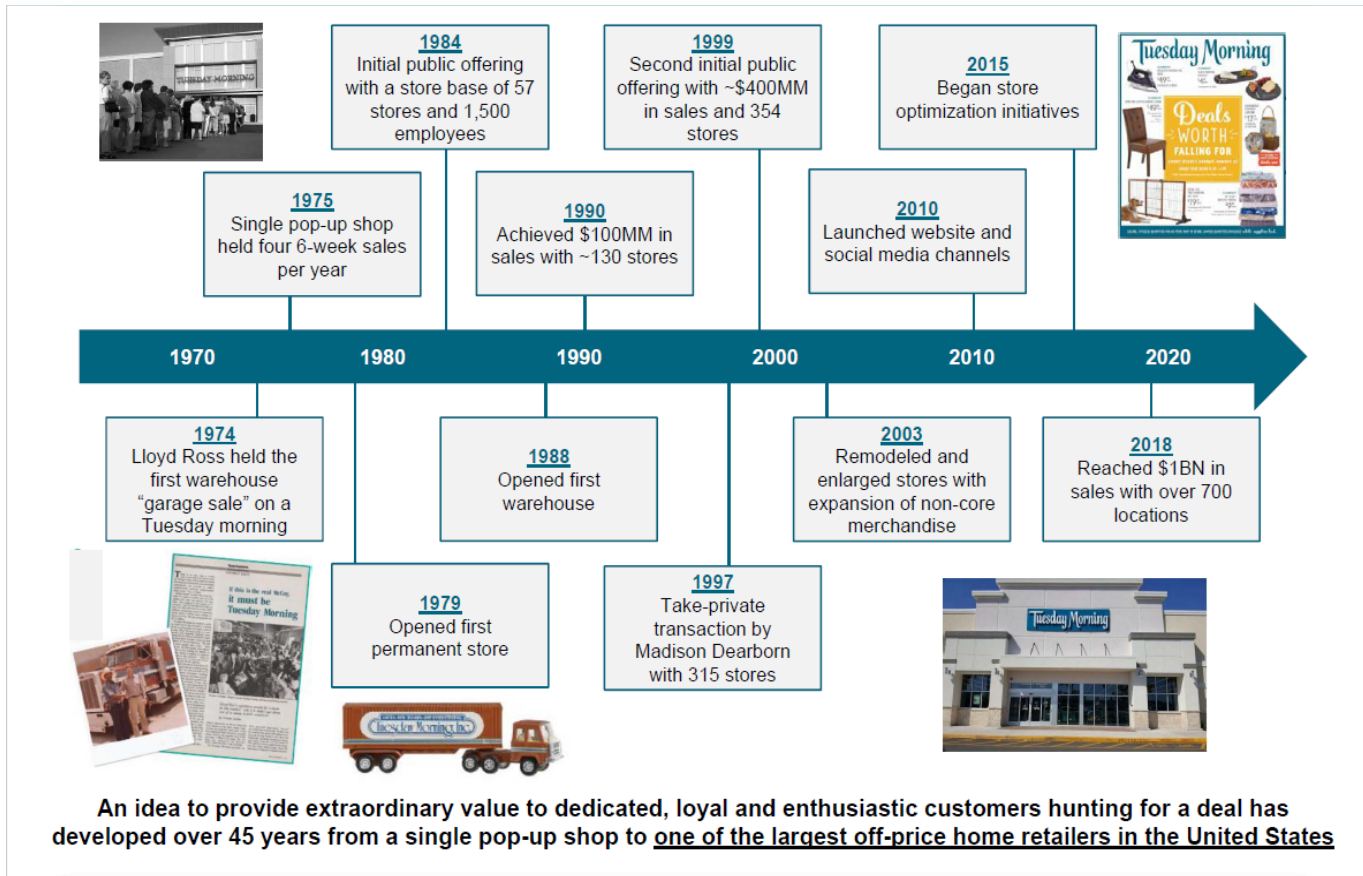 TUESDAY MORNING
1984
Initial public offering
with a store base of 57
stores and 1,500
employees
1999
Second initial public
offering with ~$400MM
in sales and 354
stores
2015
Began store
optimization initiatives
Tuesday Morning
Deals
WORTH
FALLING FOR
1975
Single pop-up shop
held four 6-week sales
per year
1990
Achieved $100MM in
sales with ~130 stores
2010
Launched website and
social media channels
1970
1980
1990
2000
2010
2020
1974
Lloyd Ross held the
first warehouse
“garage sale” on a
Tuesday morning
1988
Opened first
warehouse
2003
Remodeled and
enlarged stores with
expansion of non-core
merchandise
2018
Reached $1BN in
sales with over 700
locations
If this is the real McCoy,
it must be
Tuesday Morning
1979
Opened first
permanent store
1997
Take-private
transaction by
Madison Dearborn
with 315 stores
Tuesday Morning
Tuesday Morning, Inc.
An idea to provide extraordinary value to dedicated, loyal and enthusiastic customers hunting for a deal has
developed over 45 years from a single pop-up shop to one of the largest off-price home retailers in the United States